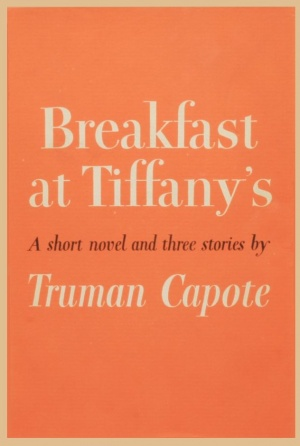 Breakfast
at Tiffany's
A short novel and three stories by
Truman Capote